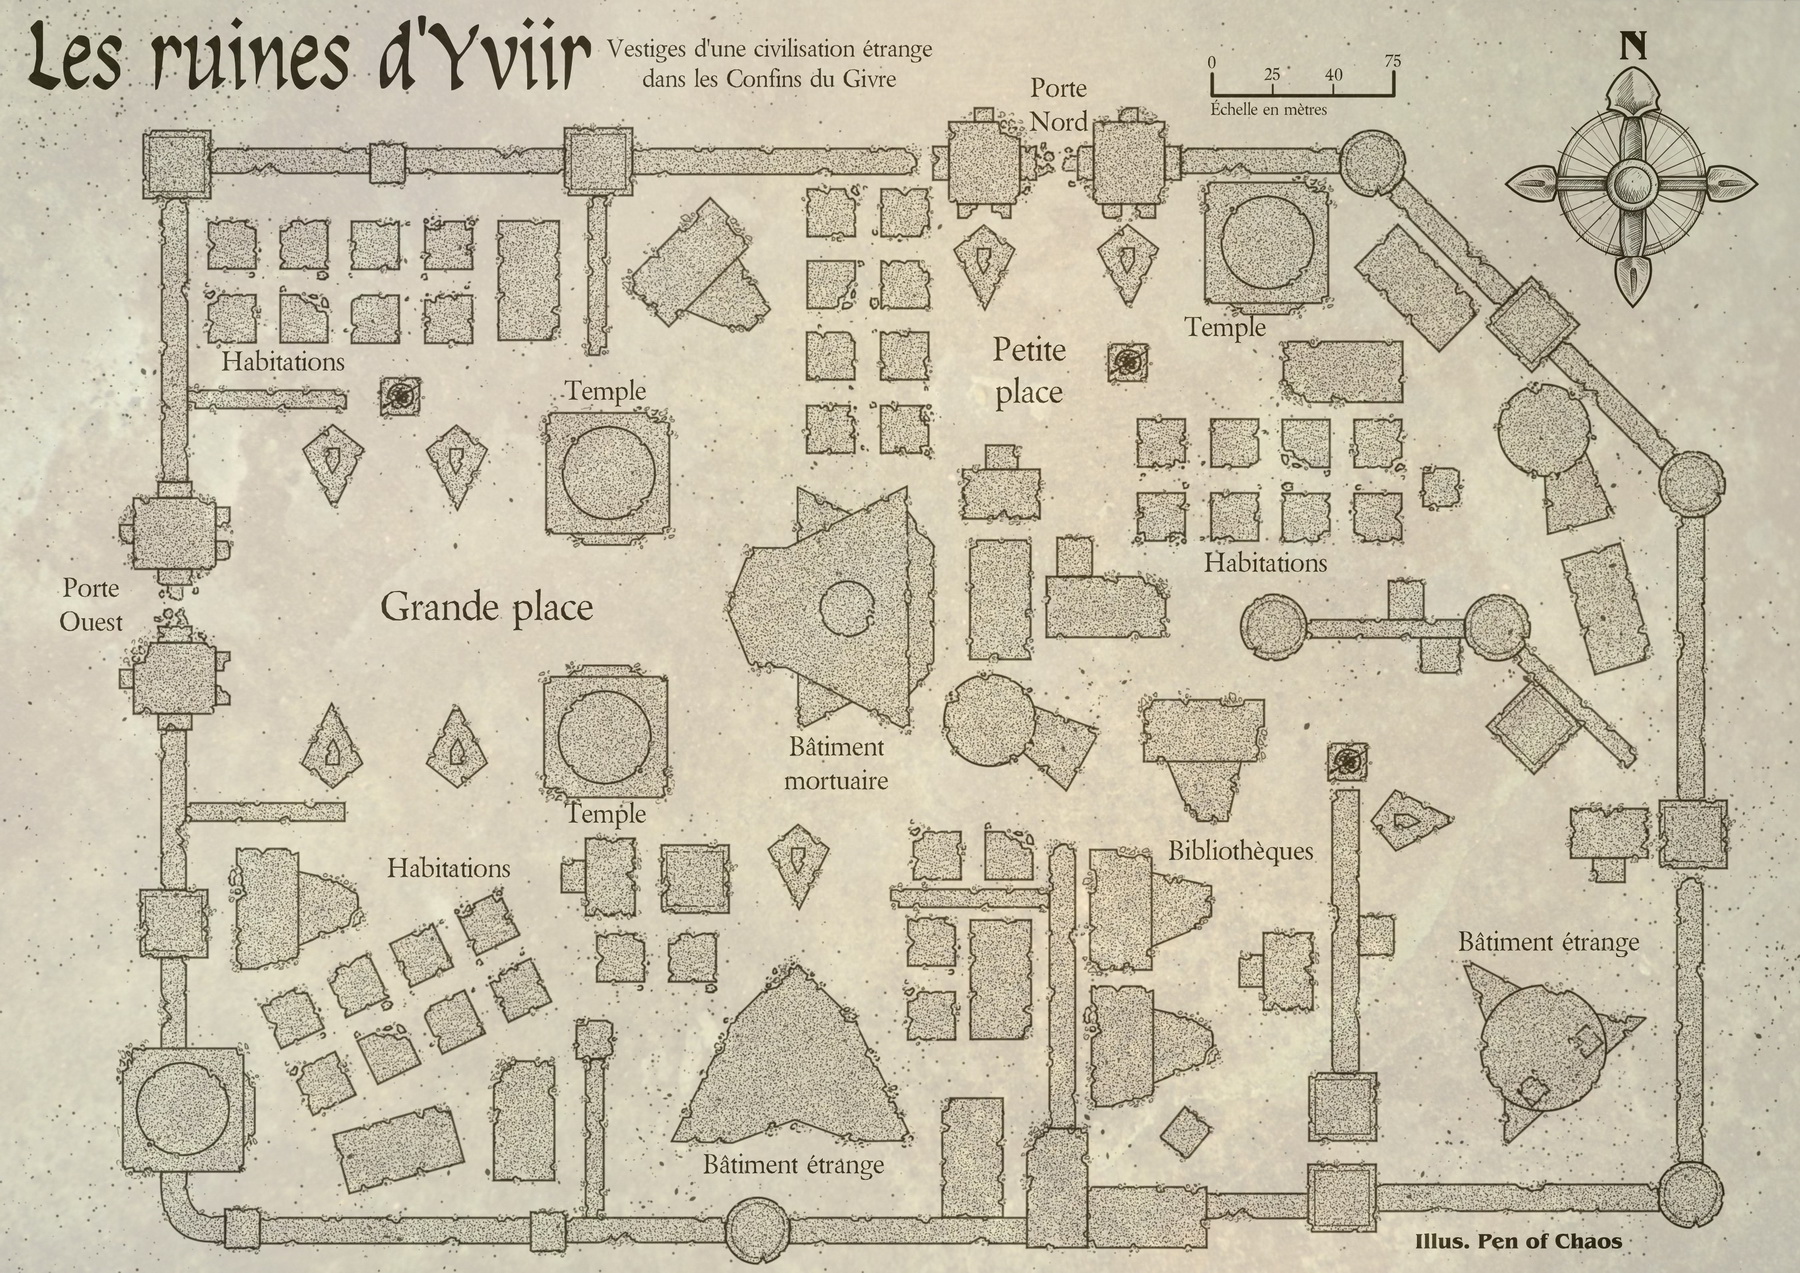 Les ruines d'Yviir
Vestiges d'une civilisation étrange
dans les Confins du Givre
0 25 40 75
Échelle en mètres
N
Porte
Nord
Temple
Habitations
Petite
place
Temple
Habitations
Porte
Ouest
Grande place
Bâtiment
mortuaire
Temple
Habitations
Bibliothèques
Bâtiment étrange
Bâtiment étrange
Illus. Pen of Chaos